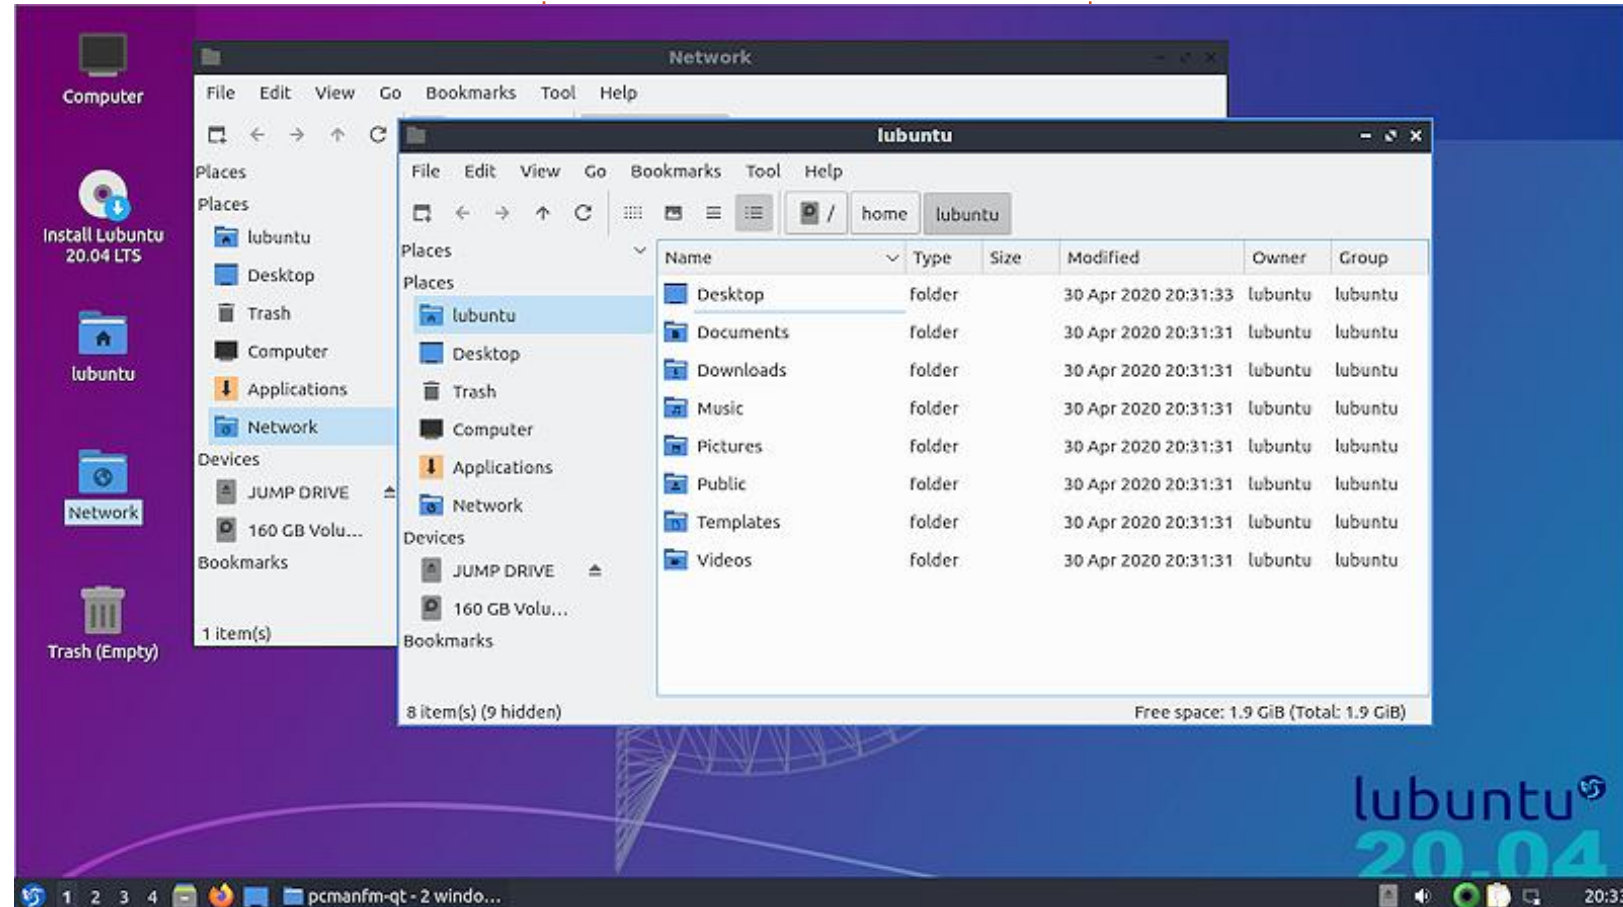 Computer
Install Lubuntu
20.04 LTS
lubuntu
Network
Trash (Empty)
Network
File Edit View Go Bookmarks Tool Help
Places
Places
lubuntu
Desktop
Trash
Computer
Applications
Network
Devices
JUMP DRIVE
160 GB Volu...
Bookmarks
1 item(s)
lubuntu
File Edit View Go Bookmarks Tool Help
/ home lubuntu
Places
Places
lubuntu
Desktop
Trash
Computer
Applications
Network
Devices
JUMP DRIVE
160 GB Volu...
Bookmarks
Name Type Size Modified Owner Group
Desktop folder 30 Apr 2020 20:31:33 lubuntu lubuntu
Documents folder 30 Apr 2020 20:31:31 lubuntu lubuntu
Downloads folder 30 Apr 2020 20:31:31 lubuntu lubuntu
Music folder 30 Apr 2020 20:31:31 lubuntu lubuntu
Pictures folder 30 Apr 2020 20:31:31 lubuntu lubuntu
Public folder 30 Apr 2020 20:31:31 lubuntu lubuntu
Templates folder 30 Apr 2020 20:31:31 lubuntu lubuntu
Videos folder 30 Apr 2020 20:31:31 lubuntu lubuntu
8 item(s) (9 hidden) Free space: 1.9 GiB (Total: 1.9 GiB)
lubuntu
20.04
1 2 3 4 pcmanfm-qt - 2 windo...